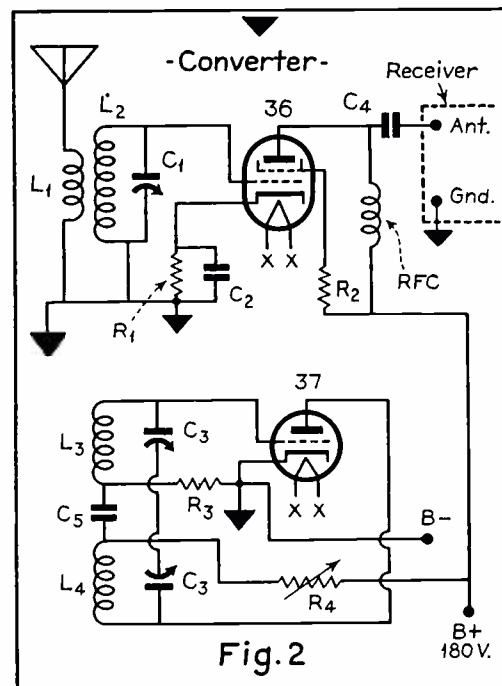 -Converter-
Receiver
36
C4
Ant.
L2
C1
L1
Gnd.
X X
C2
R2
RFC
R1
37
L3
C3
R3
X X
C5
B-
L4
C3
R4
B+
180 V.
Fig. 2